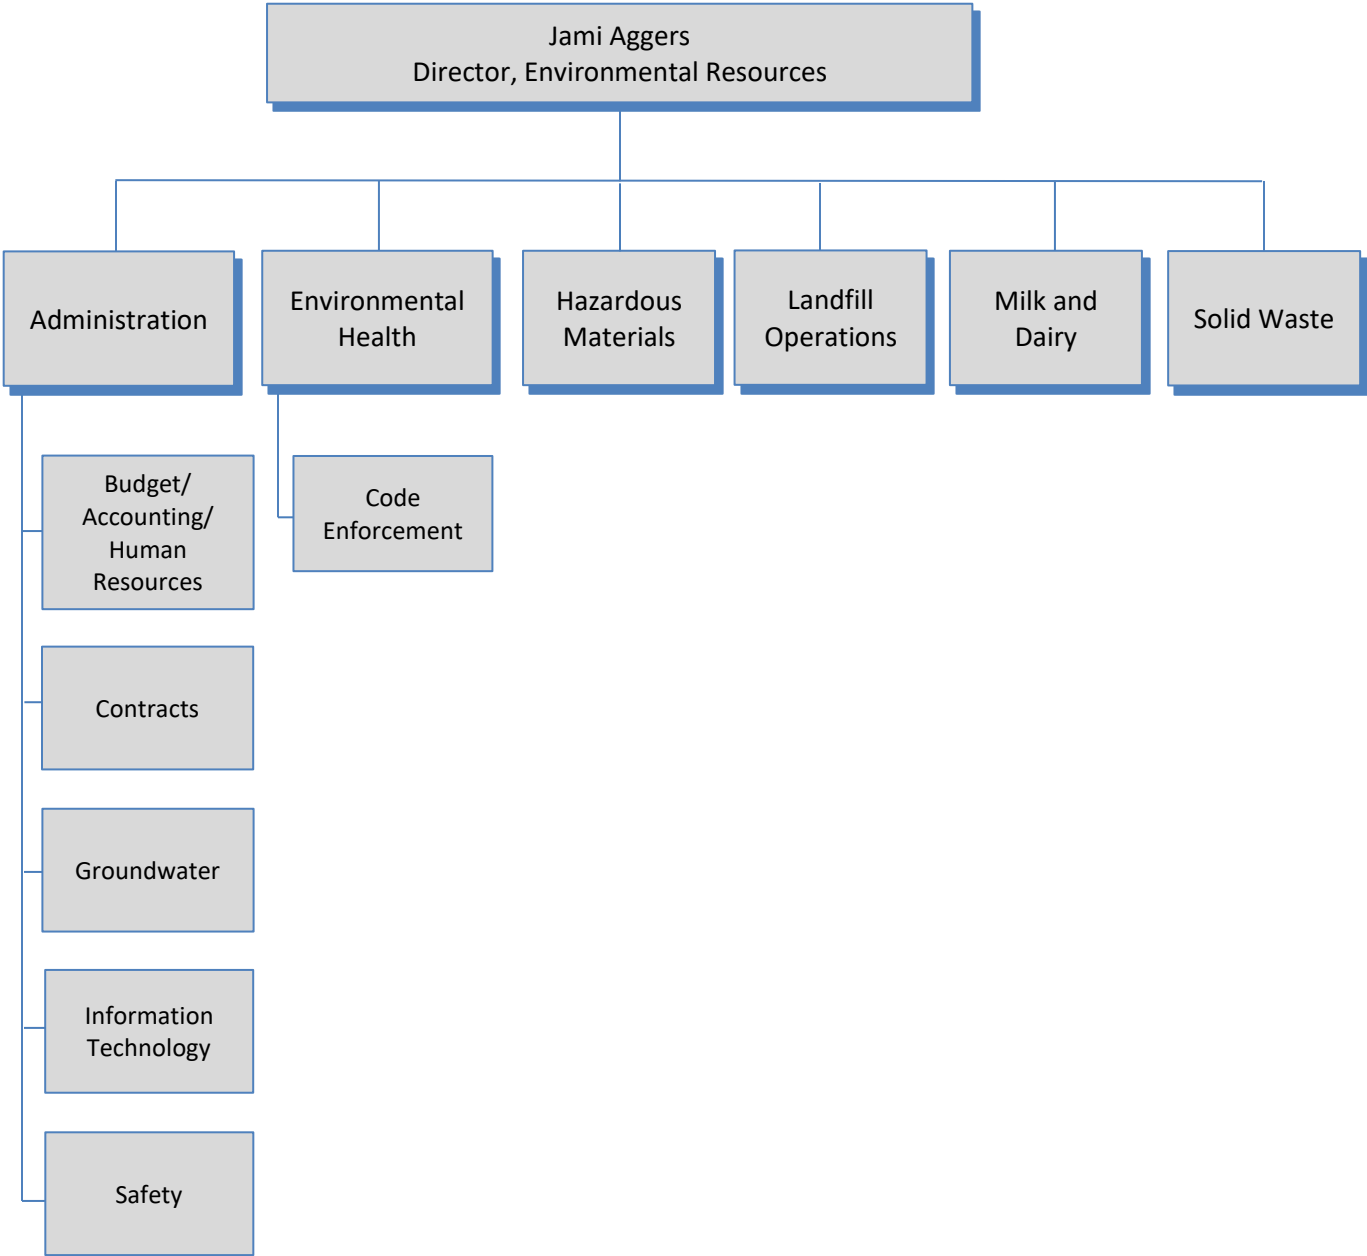 Jami Aggers
Director, Environmental Resources
Administration
Environmental
Health
Hazardous
Materials
Landfill
Operations
Milk and
Dairy
Solid Waste
Budget/
Accounting/
Human
Resources
Code
Enforcement
Contracts
Groundwater
Information
Technology
Safety